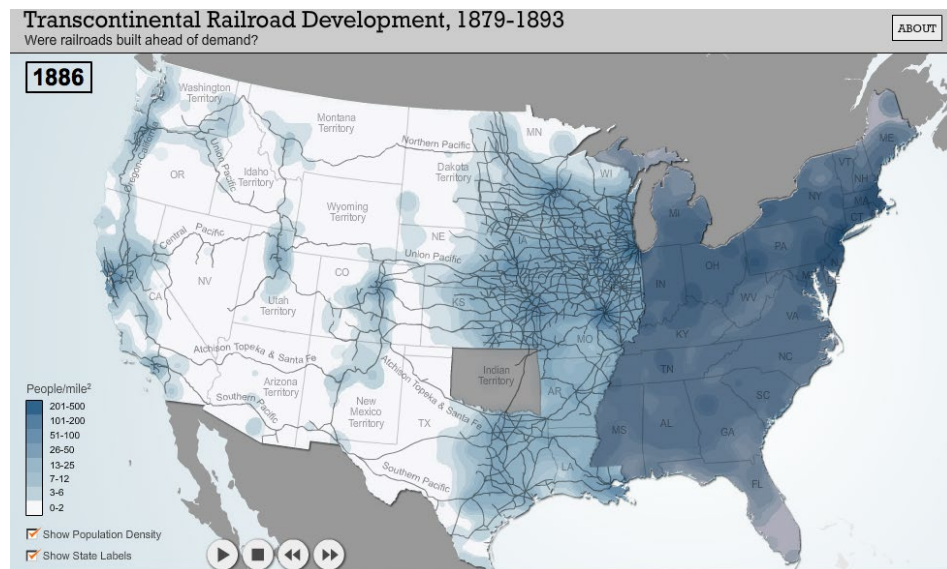 Transcontinental Railroad Development, 1879-1893
Were railroads built ahead of demand?
ABOUT
1886
Washington
Territory
Montana
Territory
Northern Pacific
MN
ME
Oregon-California
Union Pacific
OR
Idaho
Territory
Dakota
Territory
WI
VT
NH
NY
MA
CT
Wyoming
Territory
MI
Central Pacific
NE
Union Pacific
IA
PA
NV
CO
OH
IN
CA
Utah
Territory
KS
WV
VA
MO
KY
Atchison Topeka & Santa Fe
Indian
Territory
NC
TN
Arizona
Territory
Atchison Topeka & Santa Fe
AR
SC
Southern Pacific
New
Mexico
Territory
TX
MS
AL
GA
LA
Southern Pacific
FL
People/mile²
201-500
101-200
51-100
26-50
13-25
7-12
3-6
0-2
Show Population Density
Show State Labels